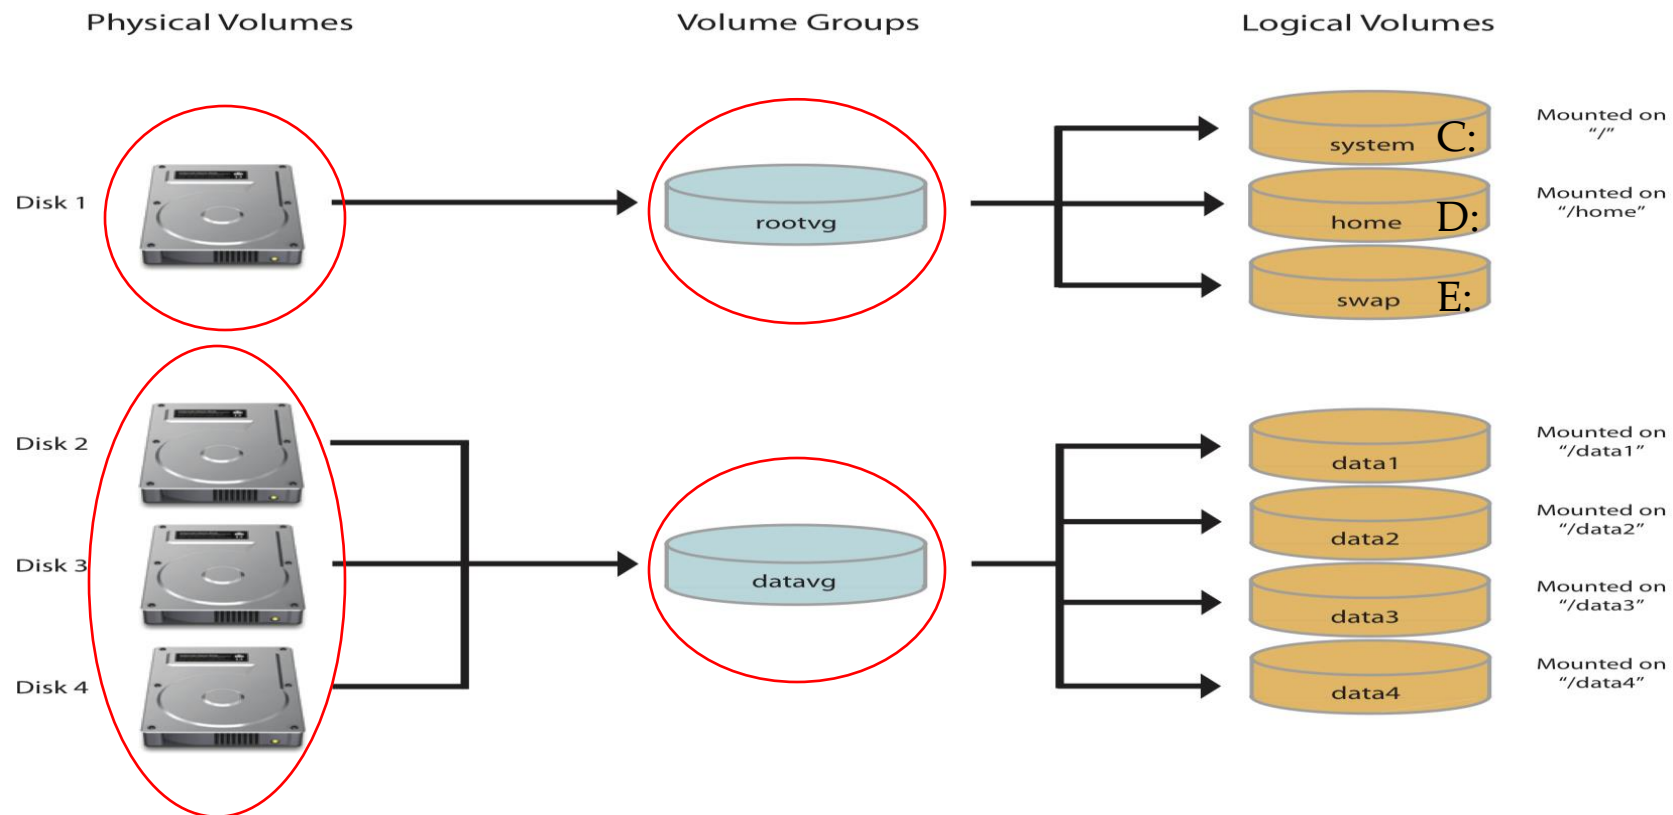 Physical Volumes
Volume Groups
Logical Volumes
Disk 1
rootvg
system C:
Mounted on
“/”
home D:
Mounted on
“/home”
swap E:
Disk 2
Disk 3
Disk 4
datavg
data1
Mounted on
“/data1”
data2
Mounted on
“/data2”
data3
Mounted on
“/data3”
data4
Mounted on
“/data4”